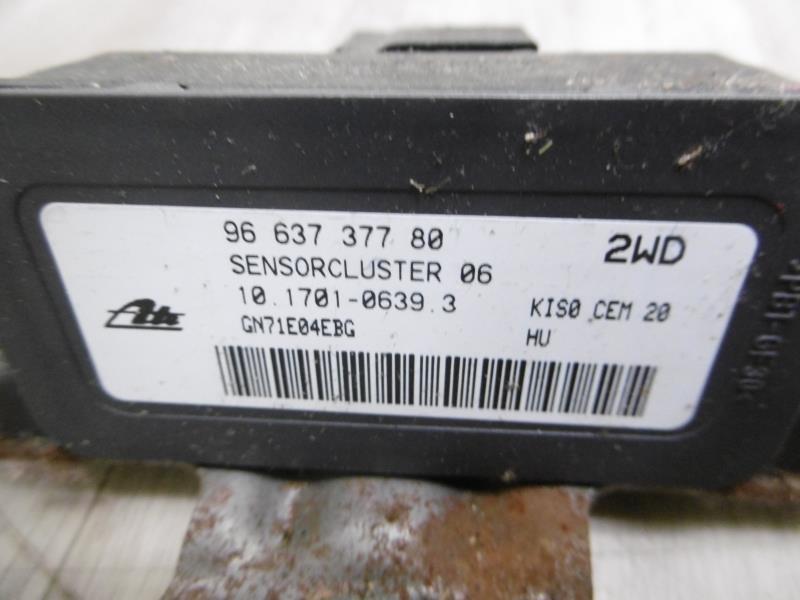 96 637 377 80
2WD
SENSORCLUSTER 06
10.1701-0639.3
KIS0 CEM 20
Ate
GN71E04EBG
HU